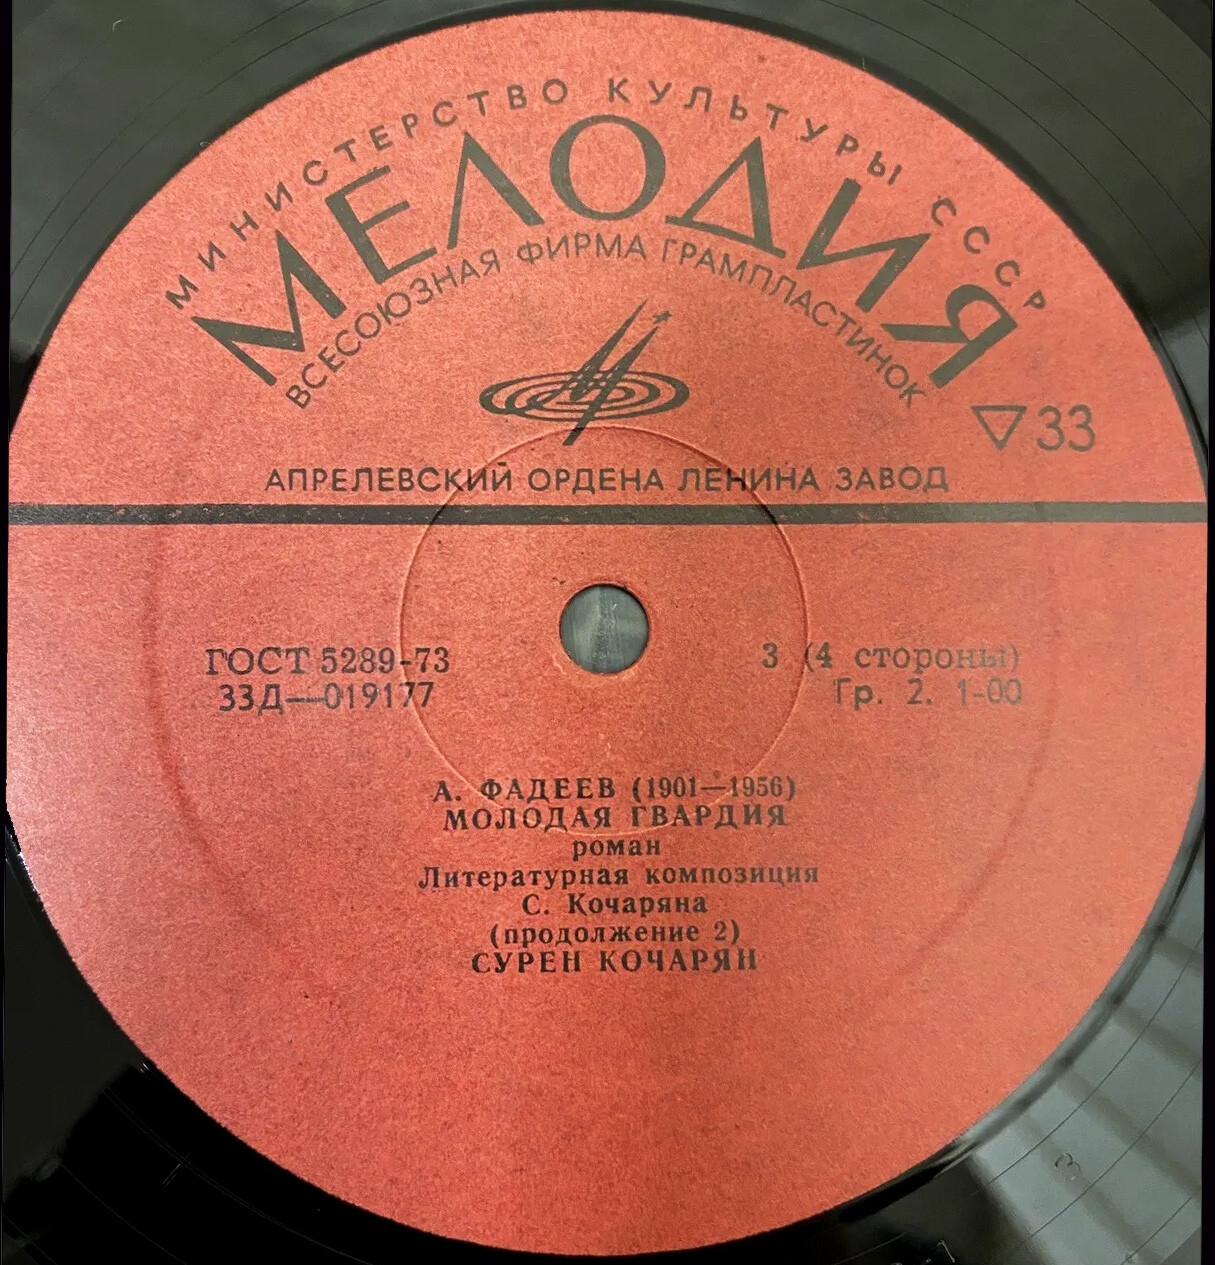 МИНИСТЕРСТВО КУЛЬТУРЫ СССР
МЕЛОДИЯ
ВСЕСОЮЗНАЯ ФИРМА ГРАМПЛАСТИНОК
▽33
АПРЕЛЕВСКИЙ ОРДЕНА ЛЕНИНА ЗАВОД
ГОСТ 5289-73
33Д—019177
3 (4 стороны)
Гр. 2. 1-00
А. ФАДЕЕВ (1901—1956)
МОЛОДАЯ ГВАРДИЯ
роман
Литературная композиция
С. Кочаряна
(продолжение 2)
СУРЕН КОЧАРЯН